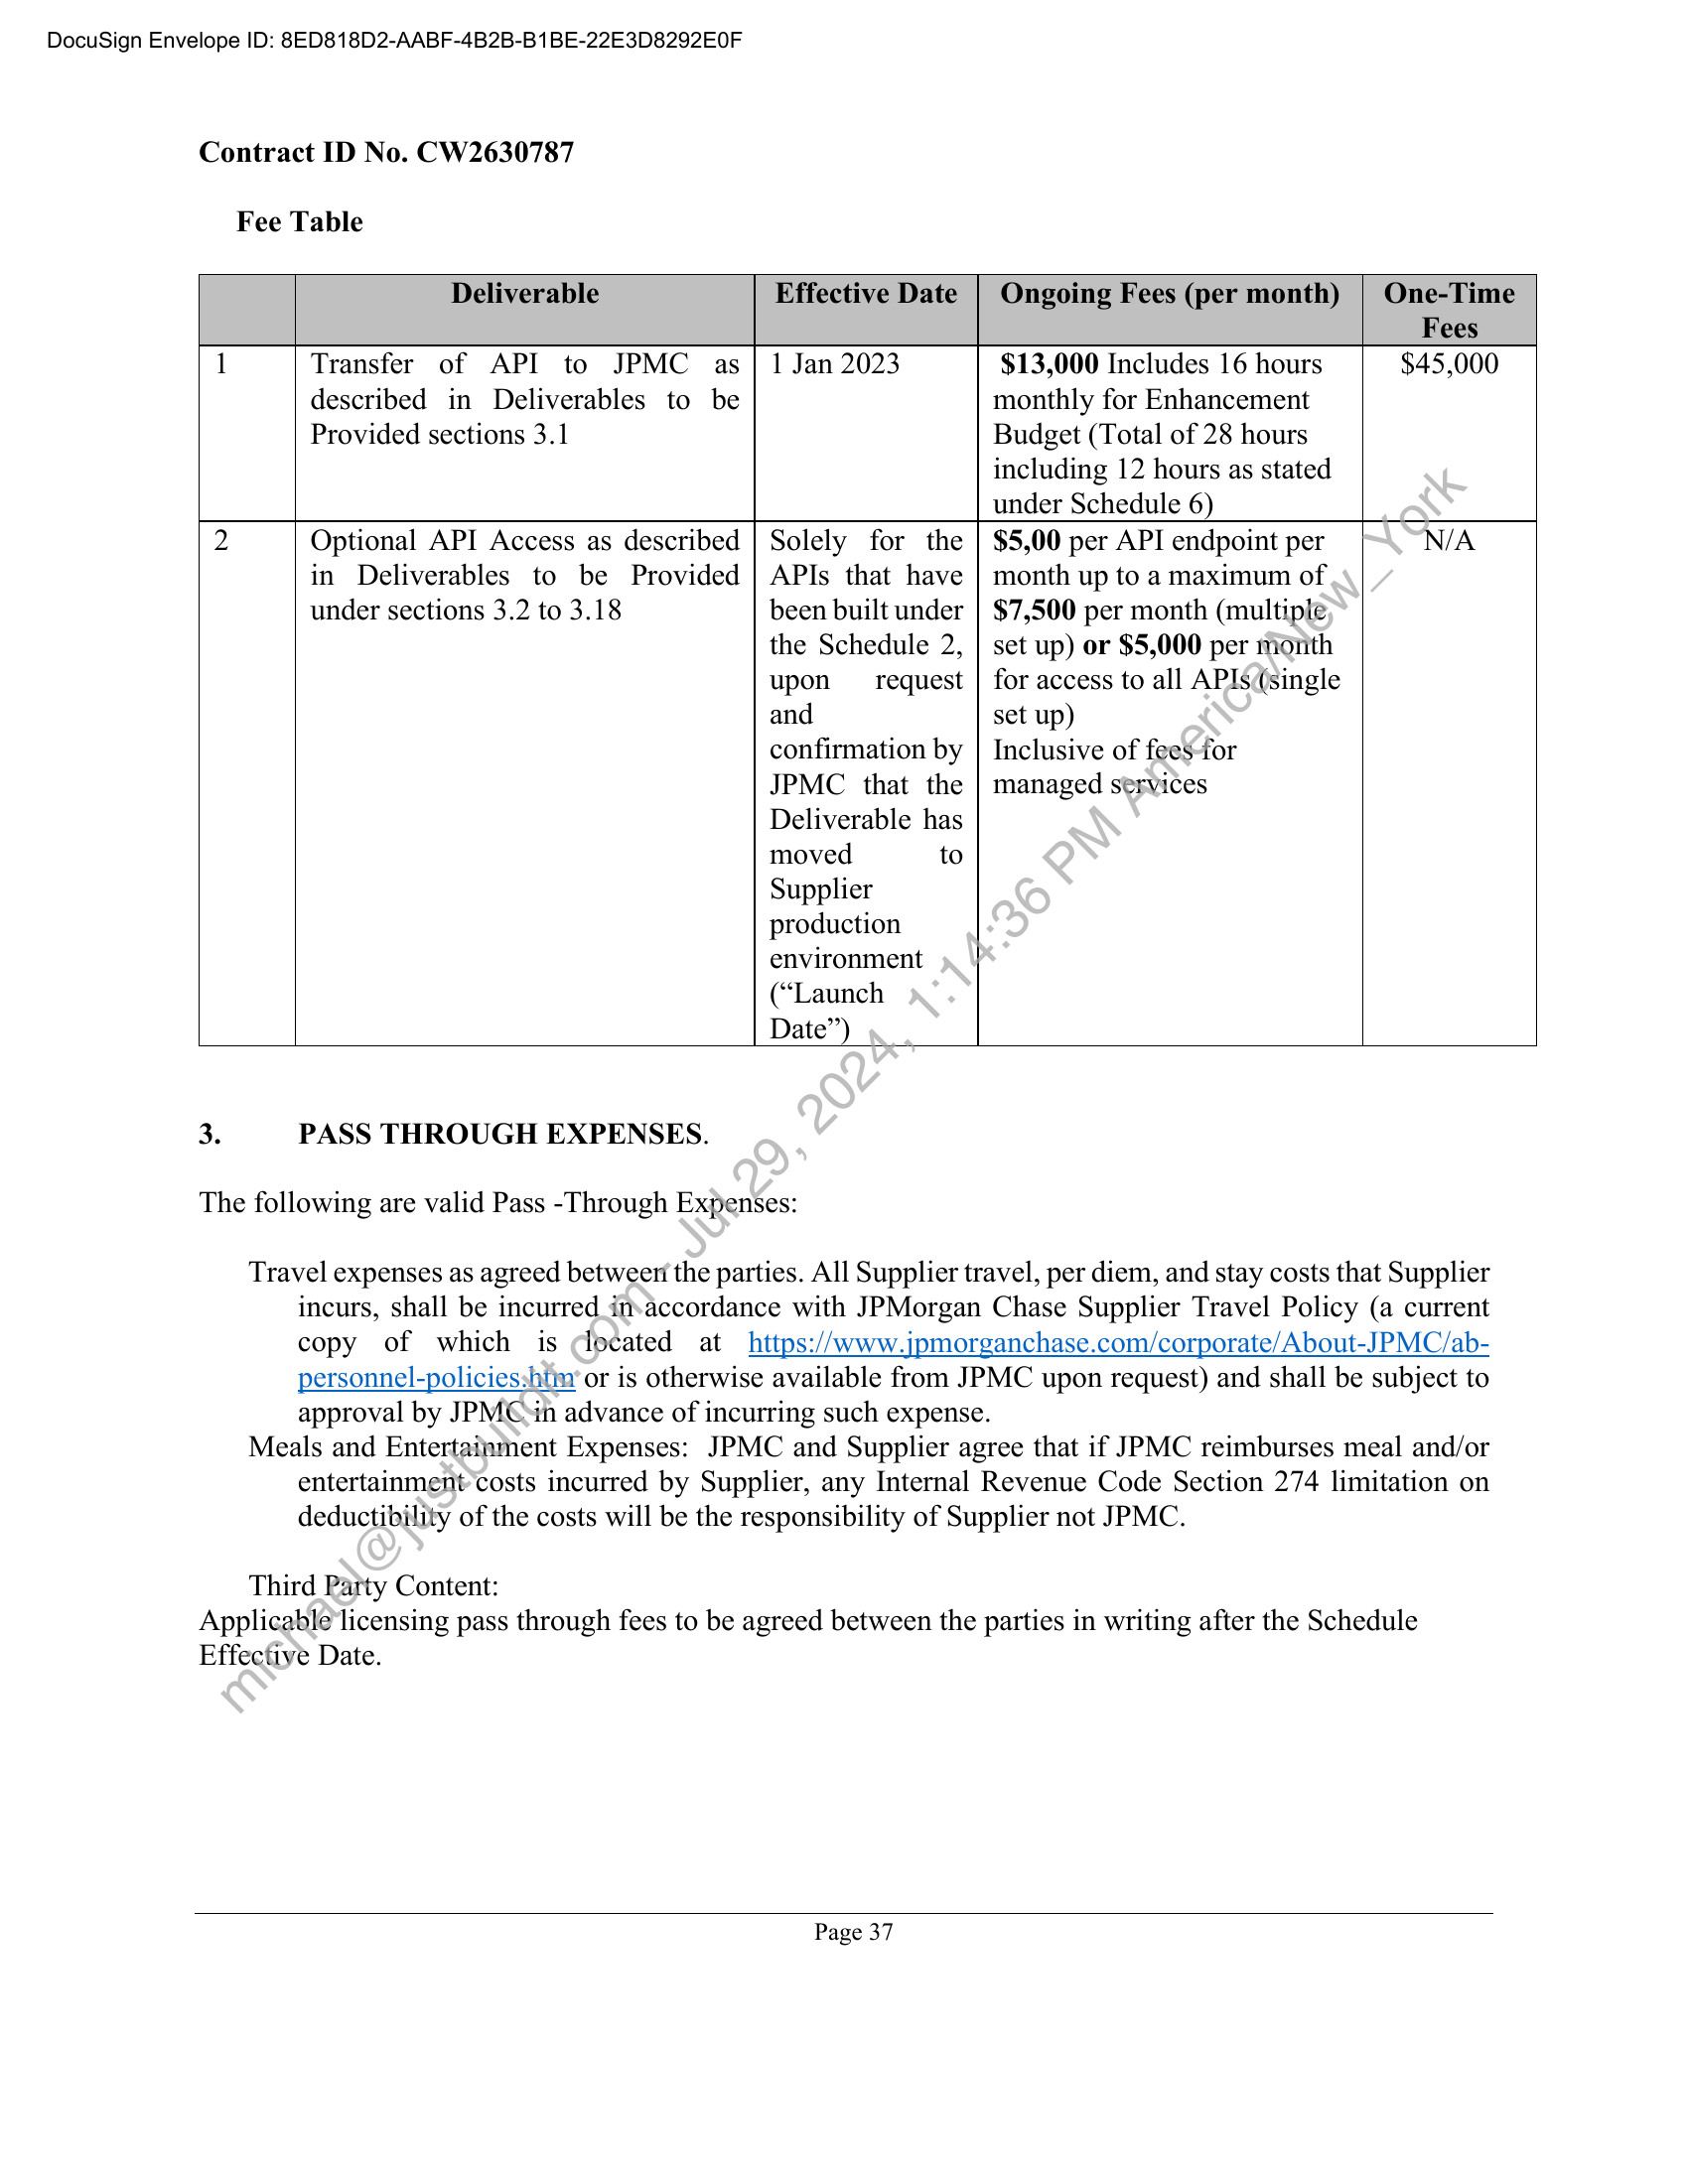 DocuSign Envelope ID: 8ED818D2-AABF-4B2B-B1BE-22E3D8292E0F
Contract ID No. CW2630787
Fee Table
Deliverable
Effective Date
Ongoing Fees (per month)
One-Time
Fees
1
Transfer of API to JPMC as
described in Deliverables to be
Provided sections 3.1
1 Jan 2023
$13,000 Includes 16 hours
monthly for Enhancement
Budget (Total of 28 hours
including 12 hours as stated
under Schedule 6)
$45,000
2
Optional API Access as described
in Deliverables to be Provided
under sections 3.2 to 3.18
Solely for the
APIs that have
been built under
the Schedule 2,
upon request
and
confirmation by
JPMC that the
Deliverable has
moved to
Supplier
production
environment
(“Launch
Date”)
$5,00 per API endpoint per
month up to a maximum of
$7,500 per month (multiple
set up) or $5,000 per month
for access to all APIs (single
set up)
Inclusive of fees for
managed services
N/A
3. PASS THROUGH EXPENSES.
The following are valid Pass -Through Expenses:
Travel expenses as agreed between the parties. All Supplier travel, per diem, and stay costs that Supplier
incurs, shall be incurred in accordance with JPMorgan Chase Supplier Travel Policy (a current
copy of which is located at https://www.jpmorganchase.com/corporate/About-JPMC/ab-
personnel-policies.htm or is otherwise available from JPMC upon request) and shall be subject to
approval by JPMC in advance of incurring such expense.
Meals and Entertainment Expenses: JPMC and Supplier agree that if JPMC reimburses meal and/or
entertainment costs incurred by Supplier, any Internal Revenue Code Section 274 limitation on
deductibility of the costs will be the responsibility of Supplier not JPMC.
Third Party Content:
Applicable licensing pass through fees to be agreed between the parties in writing after the Schedule
Effective Date.
michael@justbuildit.com - Jul 29, 2024, 1:14:36 PM America/New_York
Page 37